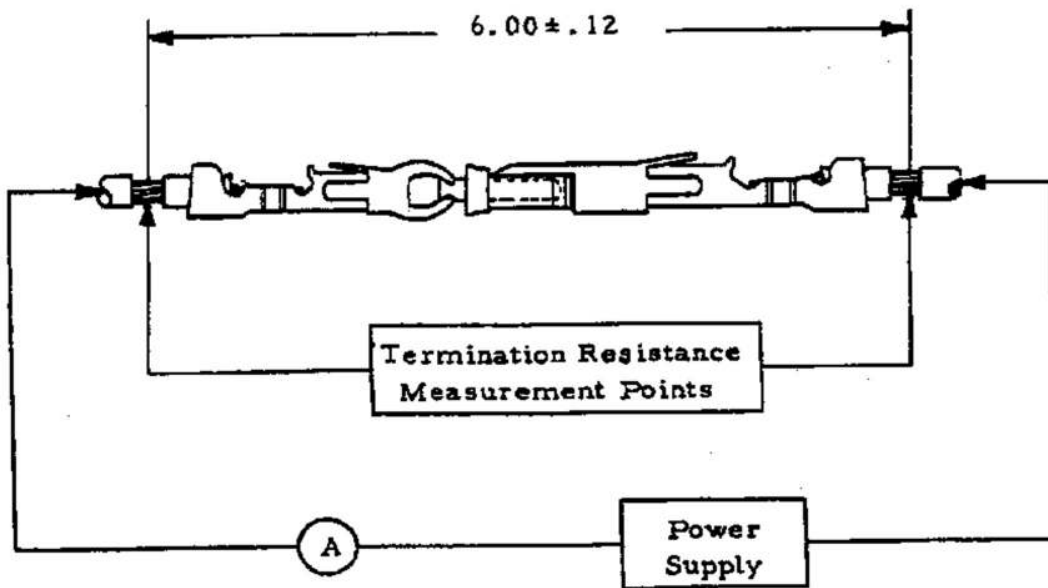 6.00±.12
Termination Resistance
Measurement Points
A
Power
Supply